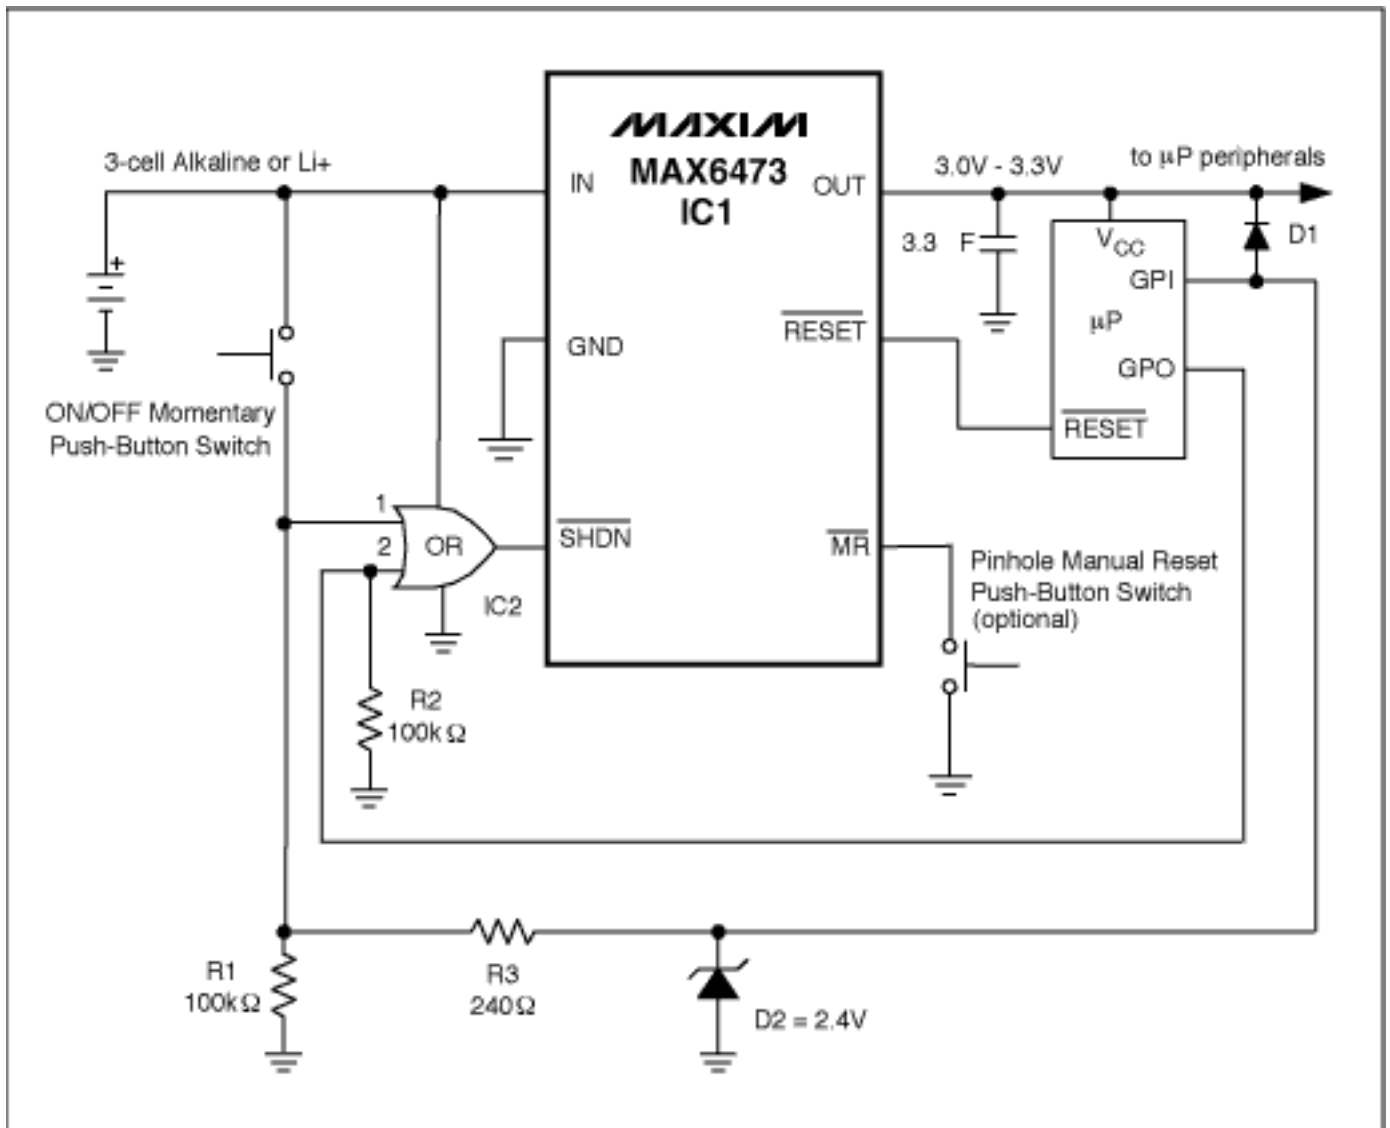 MAXIM
MAX6473
IC1
3-cell Alkaline or Li+
IN
OUT
3.0V - 3.3V
to μP peripherals
+
3.3 F
VCC
D1
GPI
μP
GPO
RESET
GND
RESET
ON/OFF Momentary
Push-Button Switch
1
2
OR
SHDN
MR
IC2
Pinhole Manual Reset
Push-Button Switch
(optional)
R2
100kΩ
R1
100kΩ
R3
240Ω
D2 = 2.4V